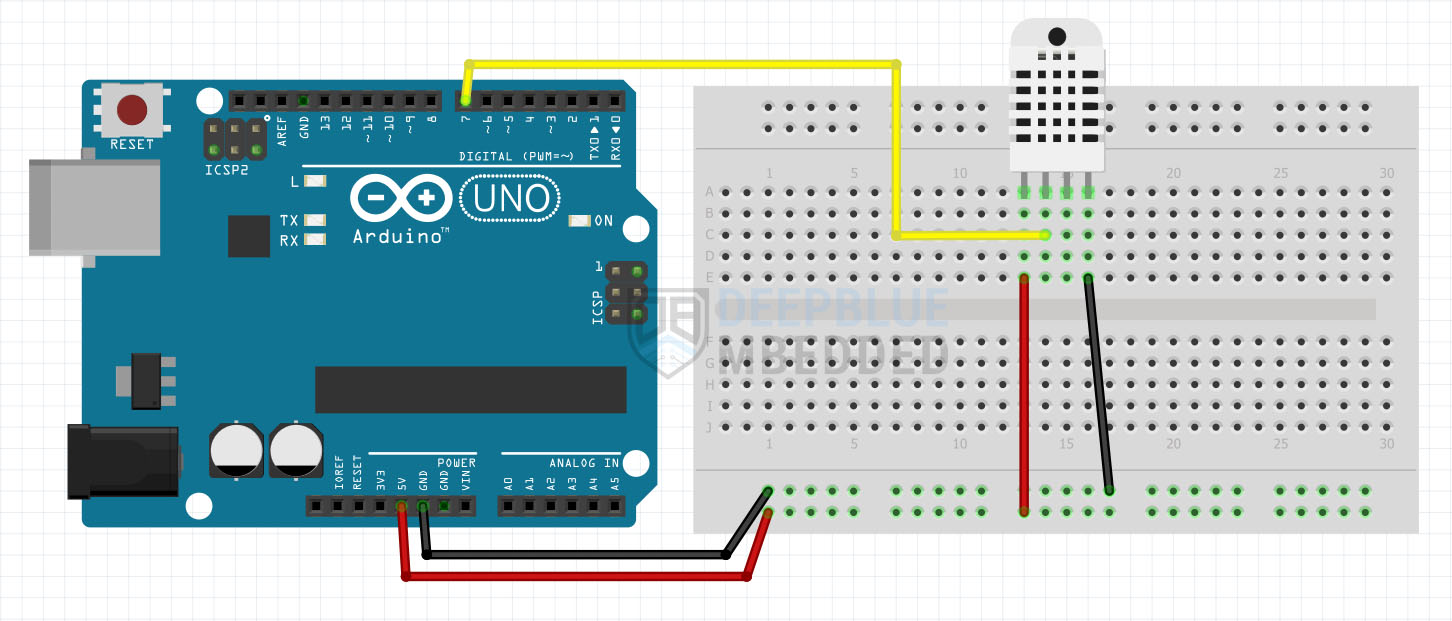 RESET
ICSP2
AREF
GND
13
12
~11
~10
~9
8
7
~6
~5
4
~3
2
TX0▶1
RX0◀0
DIGITAL (PWM=~)
L
TX
RX
UNO
Arduino™
ON
1
ICSP
IOREF
RESET
3V3
5V
GND
GND
VIN
POWER
ANALOG IN
A0
A1
A2
A3
A4
A5
1 5 10 15 20 25 30
A
B
C
D
E
DEEPBLUE
MBEDDED
F
G
H
I
J
1 5 10 15 20 25 30